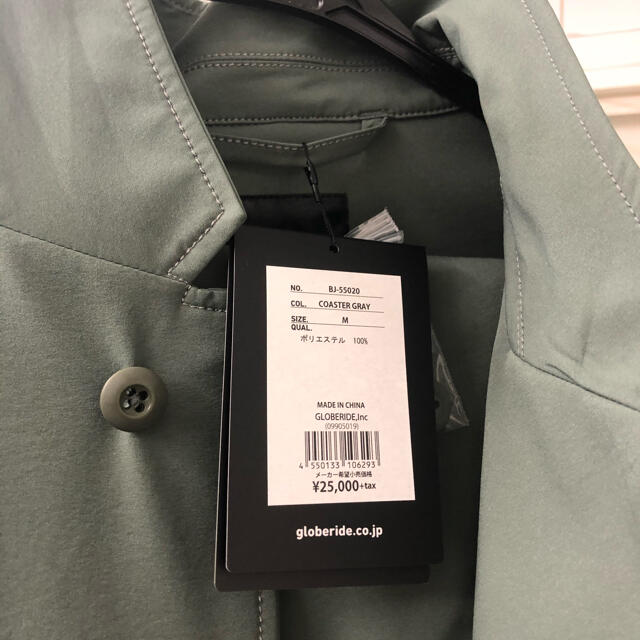 NO. BJ-55020
COL. COASTER GRAY
SIZE. M
QUAL.
ポリエステル 100%
MADE IN CHINA
GLOBERIDE,Inc
(09905019)
4 550133 106293
メーカー希望小売価格
¥25,000+tax
globeride.co.jp